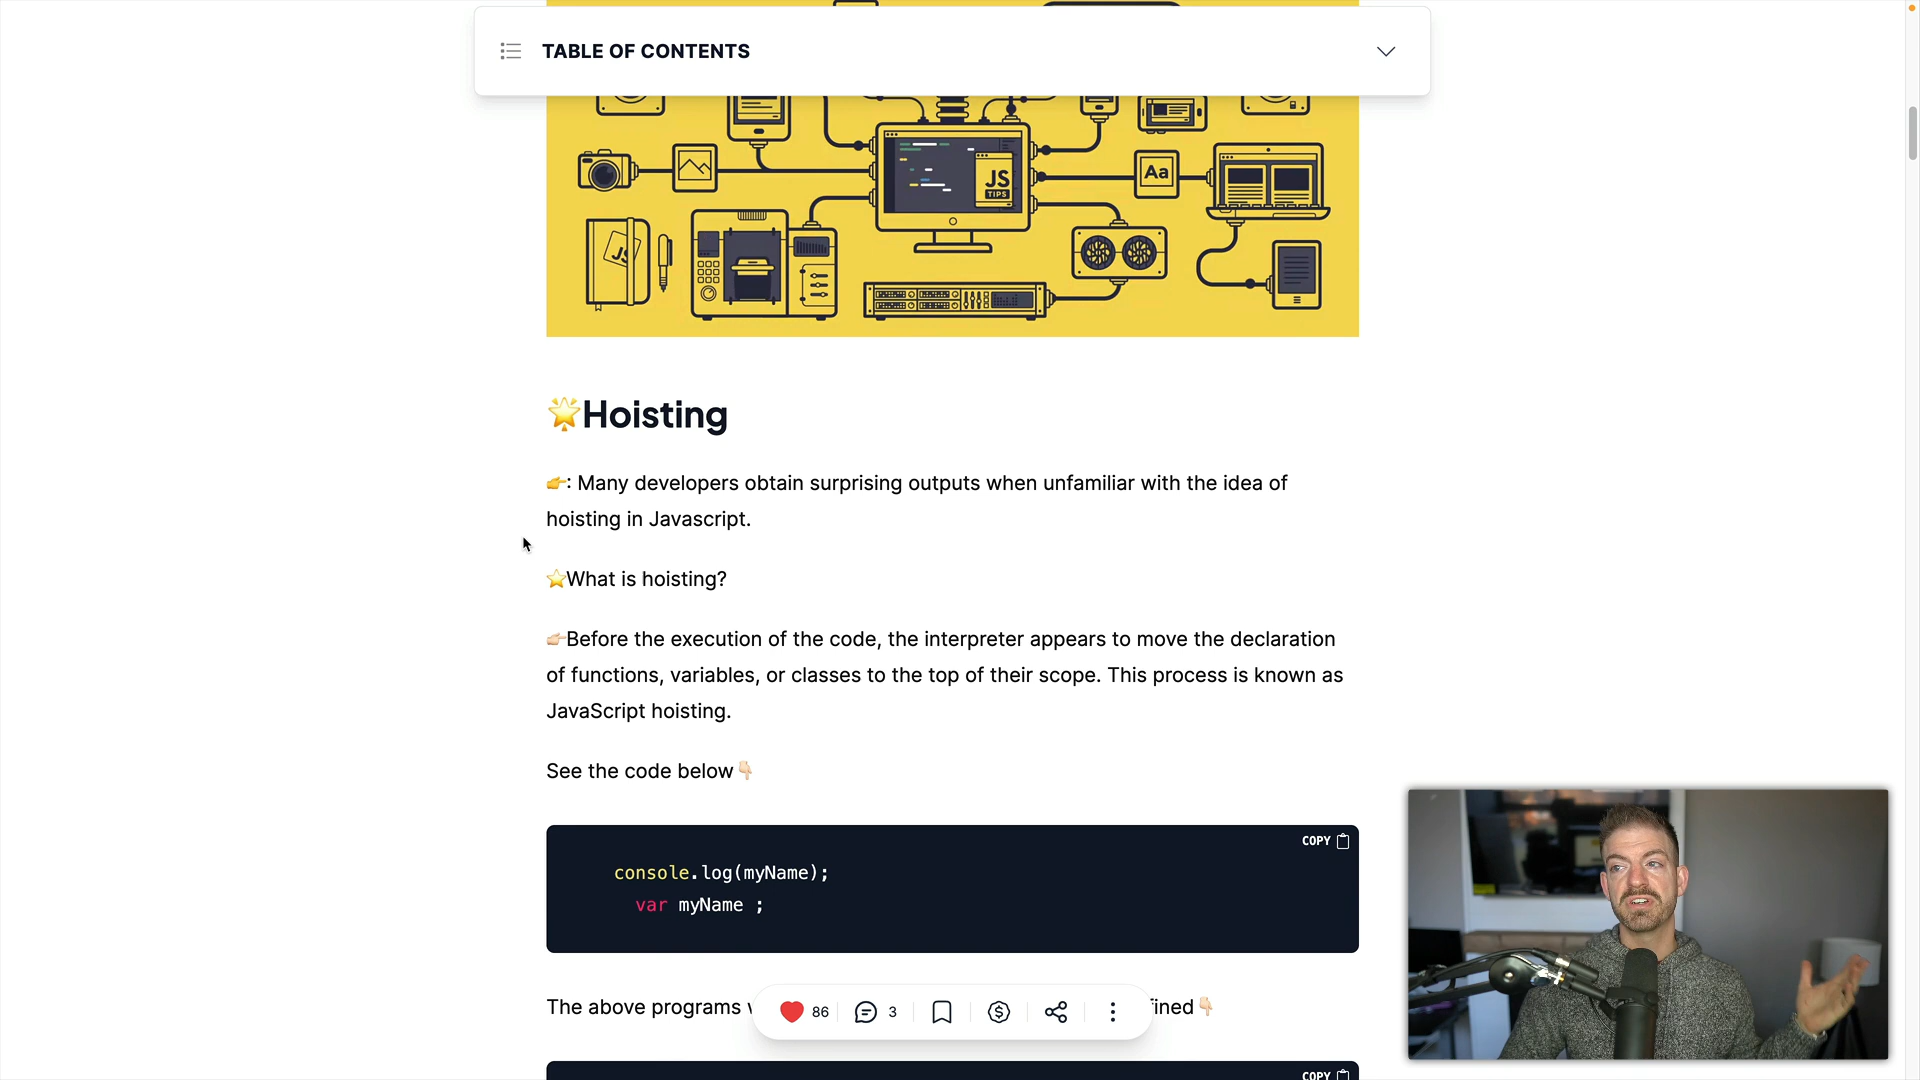 TABLE OF CONTENTS
JS
TIPS
Aa
JS
🌟Hoisting
👉: Many developers obtain surprising outputs when unfamiliar with the idea of
hoisting in Javascript.
⭐What is hoisting?
👉🏻Before the execution of the code, the interpreter appears to move the declaration
of functions, variables, or classes to the top of their scope. This process is known as
JavaScript hoisting.
See the code below👇🏻
COPY
console.log(myName);
var myName ;
The above programs
fined👇🏻
86
3
COPY